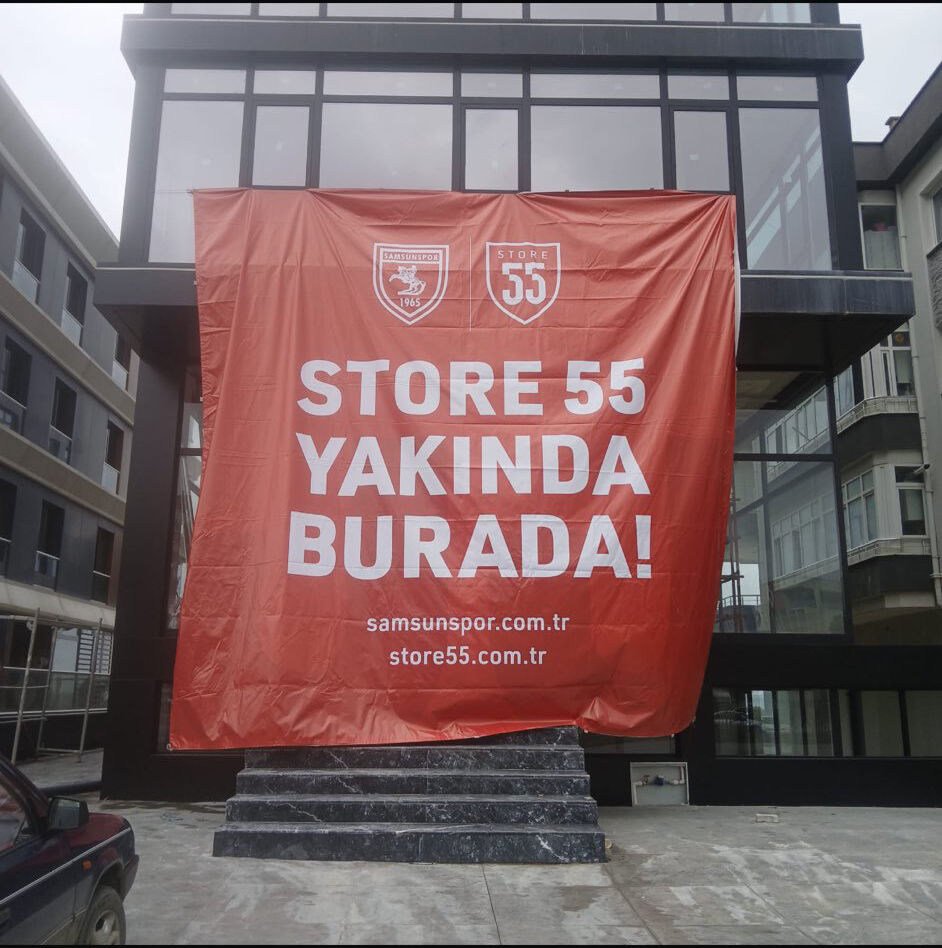 SAMSUNSPOR
1965
STORE
55
STORE 55
YAKINDA
BURADA!
samsunspor.com.tr
store55.com.tr